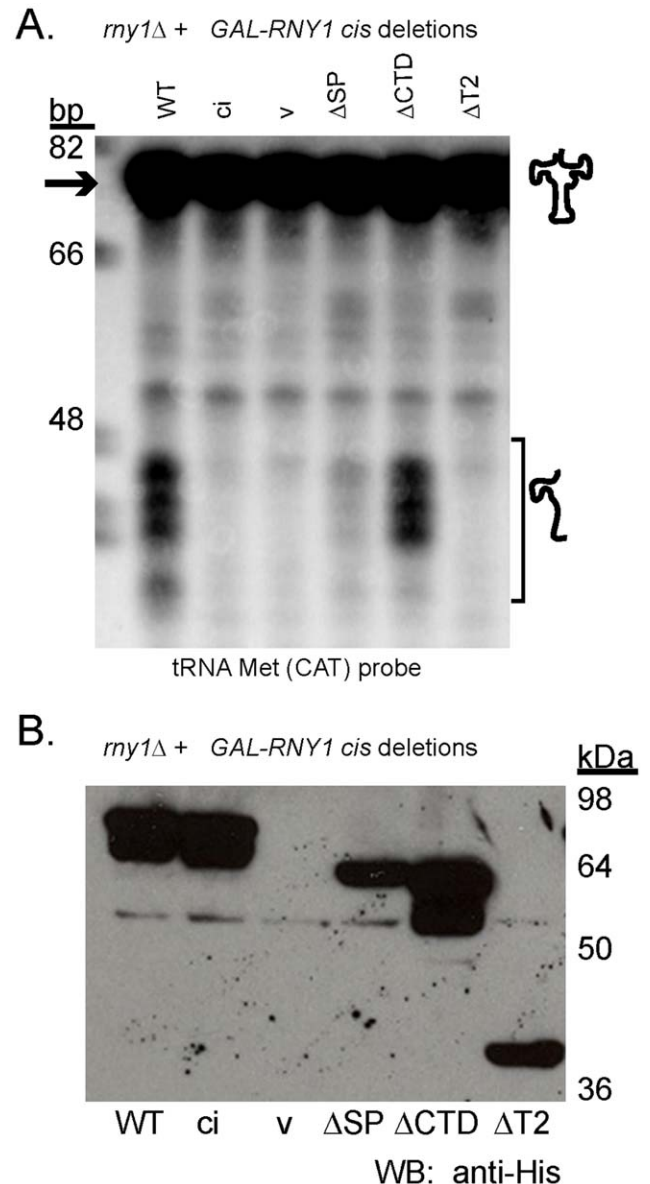 A.
rny1Δ + GAL-RNY1 cis deletions
bp WT ci v ΔSP ΔCTD ΔT2
82
66
48
tRNA Met (CAT) probe
B.
rny1Δ + GAL-RNY1 cis deletions
kDa
98
64
50
36
WT ci v ΔSP ΔCTD ΔT2
WB: anti-His